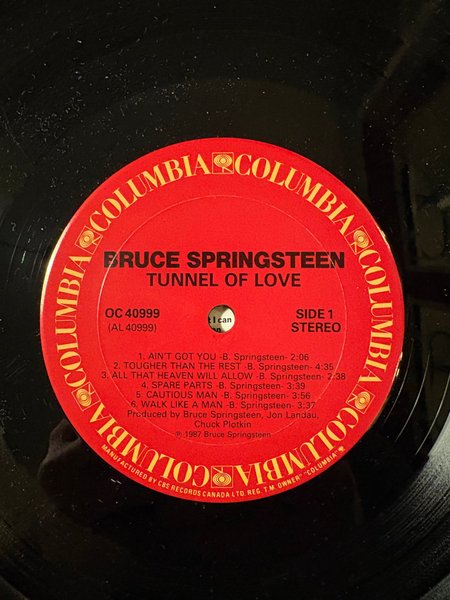 COLUMBIA COLUMBIA COLUMBIA COLUMBIA COLUMBIA COLUMBIA
BRUCE SPRINGSTEEN
TUNNEL OF LOVE
OC 40999
(AL 40999)
SIDE 1
STEREO
t I can
1. AIN'T GOT YOU -B. Springsteen- 2:06
2. TOUGHER THAN THE REST -B. Springsteen- 4:35
3. ALL THAT HEAVEN WILL ALLOW -B. Springsteen- 2:38
4. SPARE PARTS -B. Springsteen- 3:39
5. CAUTIOUS MAN -B. Springsteen- 3:56
6. WALK LIKE A MAN -B. Springsteen- 3:37
Produced by Bruce Springsteen, Jon Landau,
Chuck Plotkin
℗ 1987 Bruce Springsteen
MANUFACTURED BY CBS RECORDS CANADA LTD. REG. T.M. OWNER "COLUMBIA"